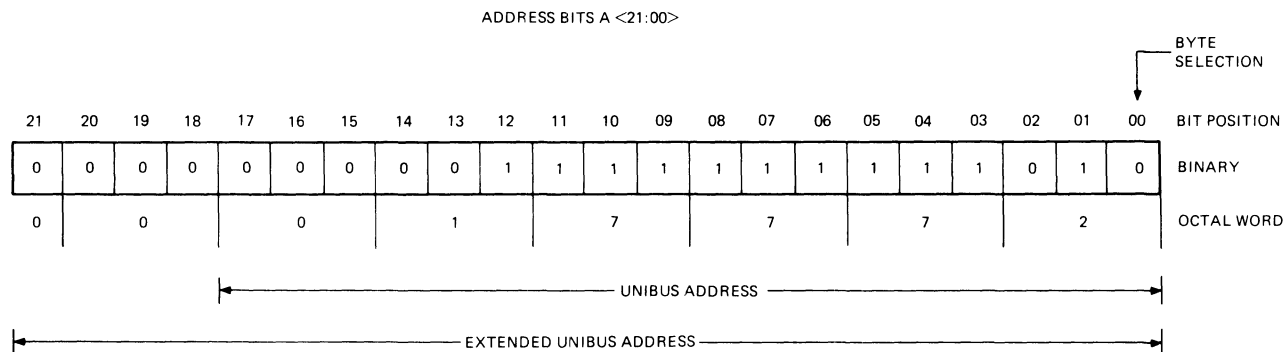 ADDRESS BITS A <21:00>
BYTE
SELECTION
21 20 19 18 17 16 15 14 13 12 11 10 09 08 07 06 05 04 03 02 01 00 BIT POSITION
0 0 0 0 0 0 0 0 0 1 1 1 1 1 1 1 1 1 1 0 1 0 BINARY
0 0 0 1 7 7 7 2 OCTAL WORD
UNIBUS ADDRESS
EXTENDED UNIBUS ADDRESS